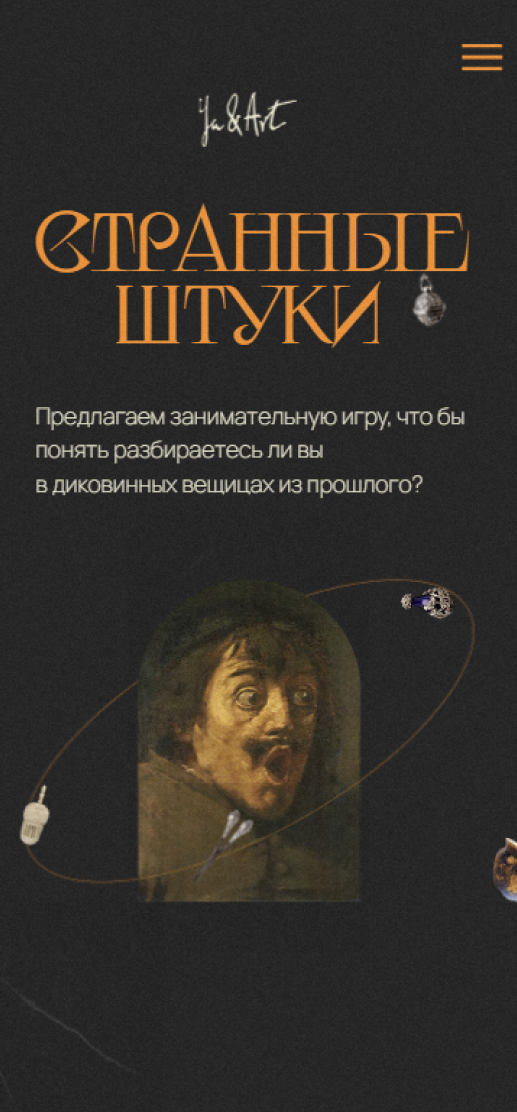 Ya&Art
СТРАННЫЕ
ШТУКИ
Предлагаем занимательную игру, что бы
понять разбираетесь ли вы
в диковинных вещицах из прошлого?